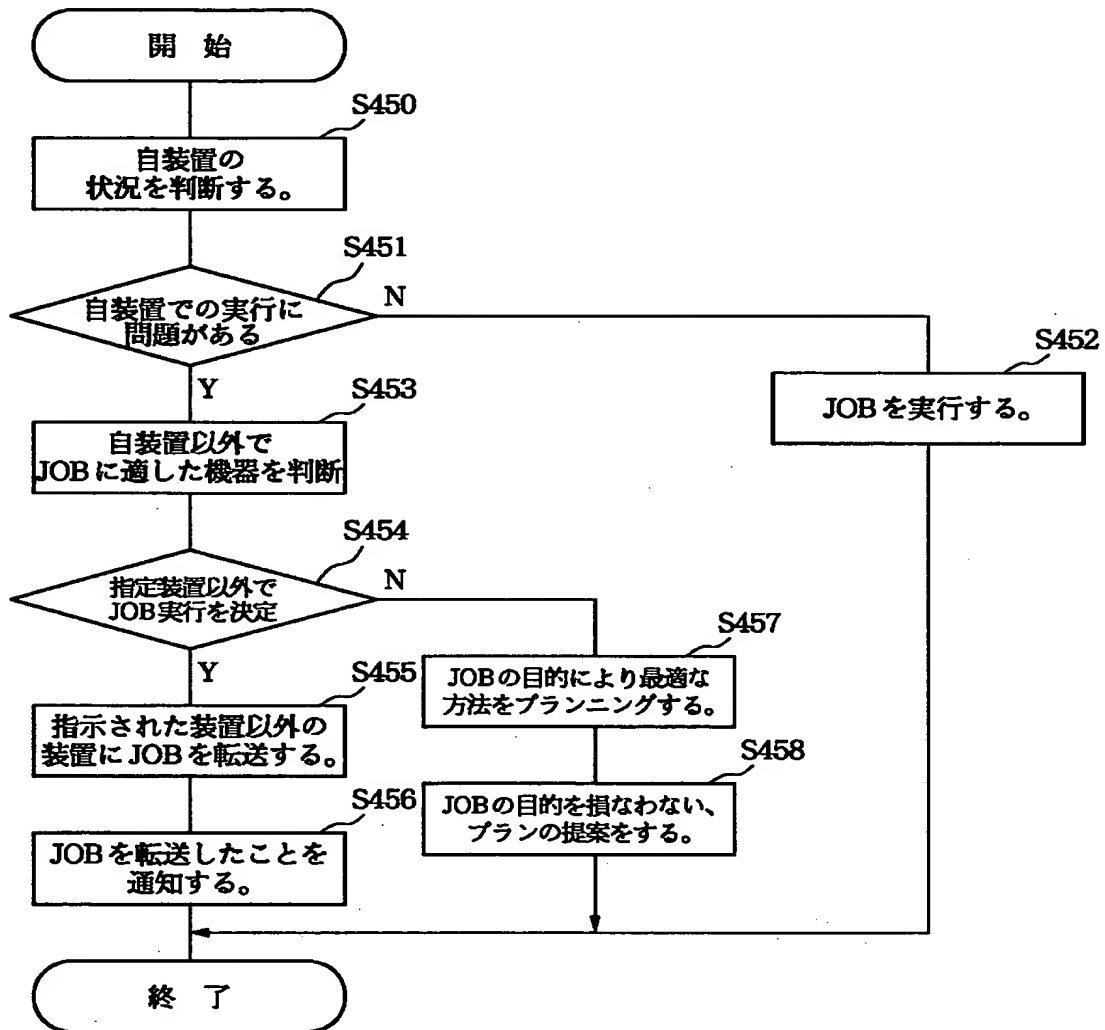 開 始
S450
自装置の
状況を判断する。
S451
自装置での実行に
問題がある
N
Y
S452
JOBを実行する。
S453
自装置以外で
JOBに適した機器を判断
S454
指定装置以外で
JOB実行を決定
N
Y
S455
指示された装置以外の
装置にJOBを転送する。
S456
JOBを転送したことを
通知する。
S457
JOBの目的により最適な
方法をプランニングする。
S458
JOBの目的を損なわない、
プランの提案をする。
終 了